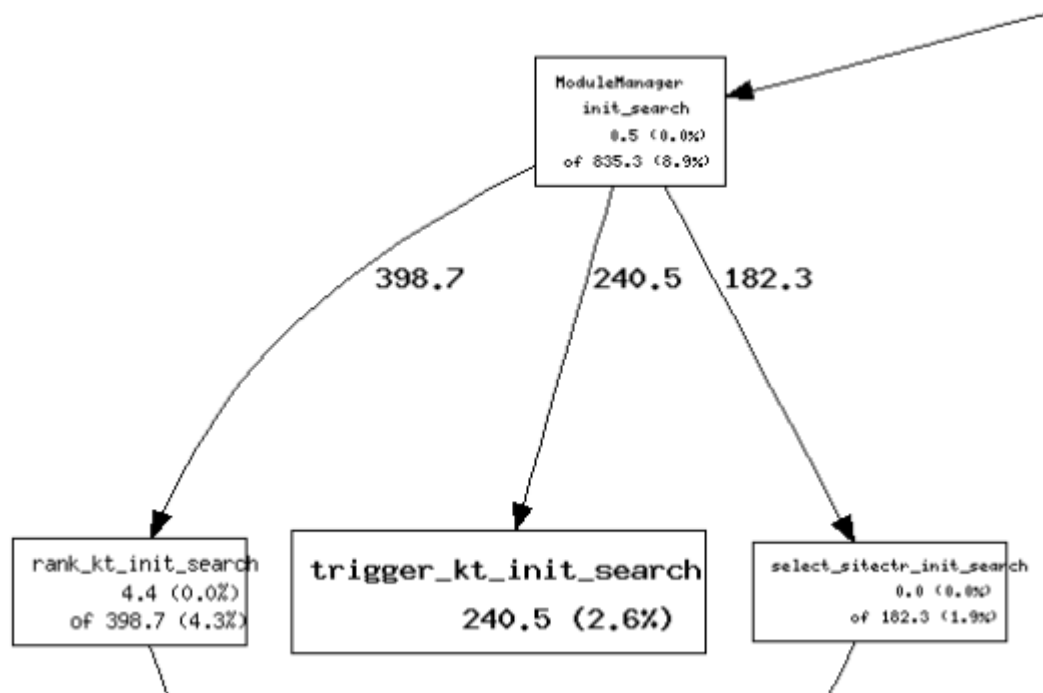 ModuleManager
init_search
0.5 (0.0%)
of 835.3 (8.9%)
398.7
240.5
182.3
rank_kt_init_search
4.4 (0.0%)
of 398.7 (4.3%)
trigger_kt_init_search
240.5 (2.6%)
select_sitectr_init_search
0.0 (0.0%)
of 182.3 (1.9%)